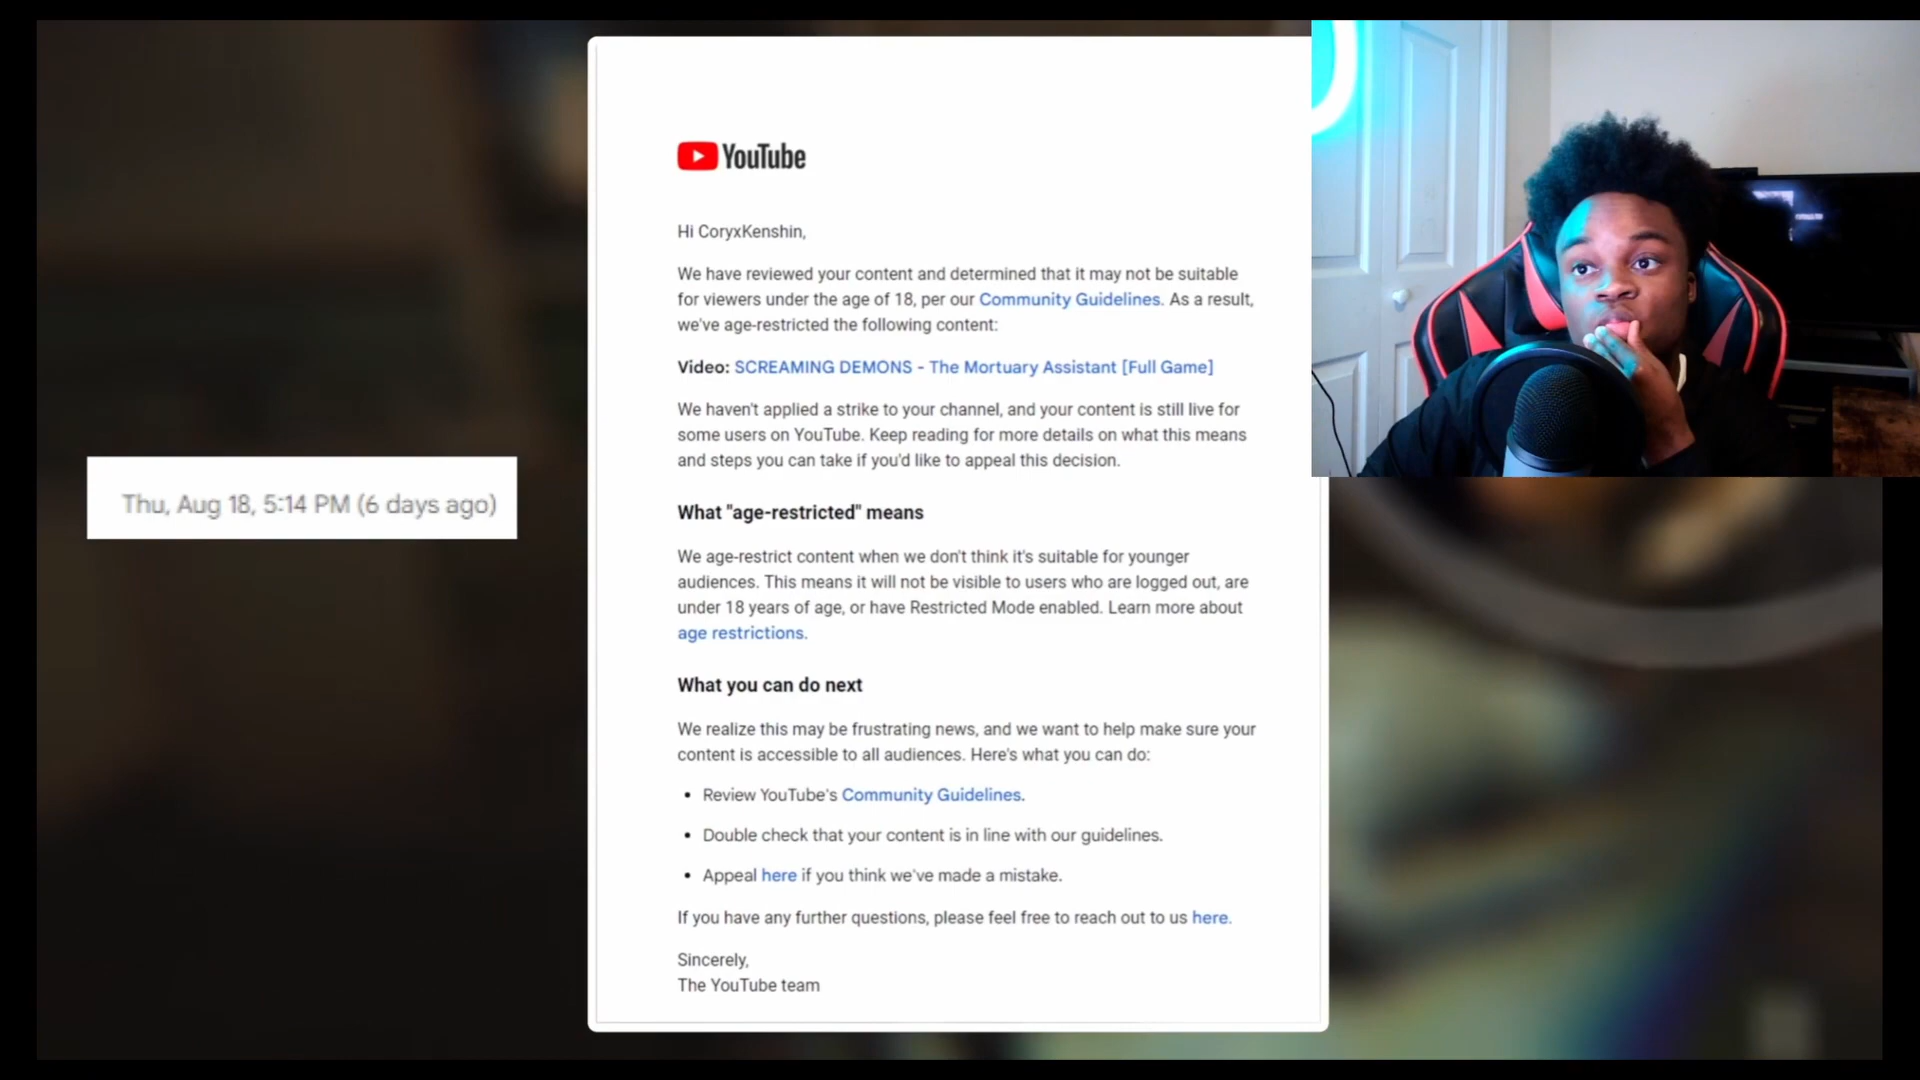 YouTube
Hi CoryxKenshin,
We have reviewed your content and determined that it may not be suitable
for viewers under the age of 18, per our Community Guidelines. As a result,
we've age-restricted the following content:
Video: SCREAMING DEMONS - The Mortuary Assistant [Full Game]
We haven't applied a strike to your channel, and your content is still live for
some users on YouTube. Keep reading for more details on what this means
and steps you can take if you'd like to appeal this decision.
Thu, Aug 18, 5:14 PM (6 days ago)
What "age-restricted" means
We age-restrict content when we don't think it's suitable for younger
audiences. This means it will not be visible to users who are logged out, are
under 18 years of age, or have Restricted Mode enabled. Learn more about
age restrictions.
What you can do next
We realize this may be frustrating news, and we want to help make sure your
content is accessible to all audiences. Here's what you can do:
• Review YouTube's Community Guidelines.
• Double check that your content is in line with our guidelines.
• Appeal here if you think we've made a mistake.
If you have any further questions, please feel free to reach out to us here.
Sincerely,
The YouTube team